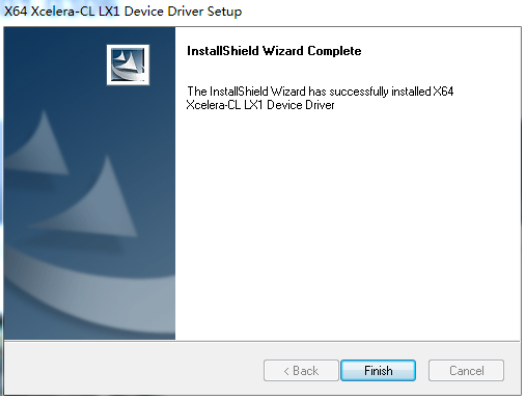 X64 Xcelera-CL LX1 Device Driver Setup
InstallShield Wizard Complete
The InstallShield Wizard has successfully installed X64
Xcelera-CL LX1 Device Driver
< Back
Finish
Cancel